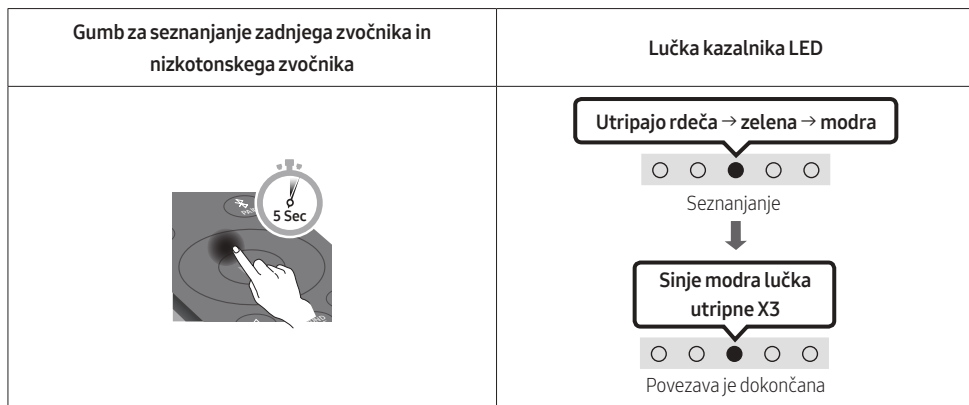 Gumb za seznanjanje zadnjega zvočnika in
nizkotonskega zvočnika
Lučka kazalnika LED
Utripajo rdeča → zelena → modra
5 Sec
Seznanjanje
Sinje modra lučka
utripne X3
Povezava je dokončana